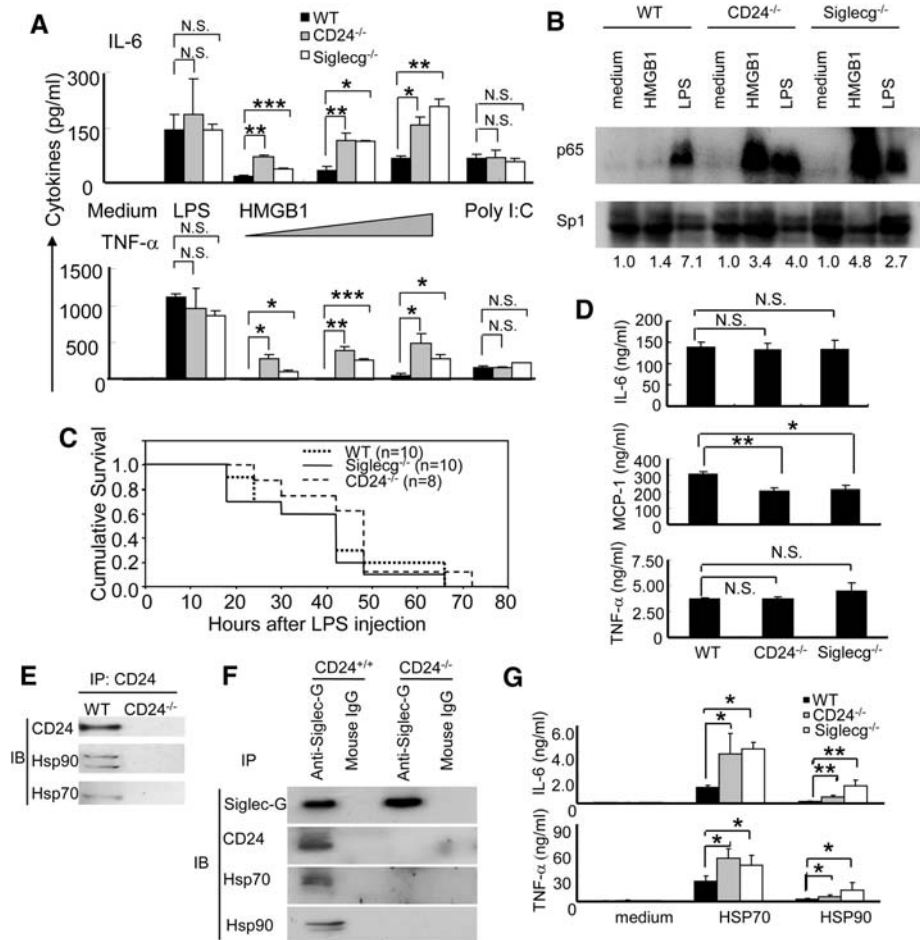 A
IL-6
WT
CD24-/-
Siglecg-/-
Cytokines (pg/ml)
300
150
0
N.S.
N.S.
***
**
*
**
**
*
N.S.
N.S.
Medium LPS HMGB1 Poly I:C
TNF-α
1000
500
0
N.S.
N.S.
*
*
***
**
*
*
N.S.
N.S.
B
WT CD24-/- Siglecg-/-
medium HMGB1 LPS medium HMGB1 LPS medium HMGB1 LPS
p65
Sp1
1.0 1.4 7.1 1.0 3.4 4.0 1.0 4.8 2.7
C
WT (n=10)
Siglecg-/- (n=10)
CD24-/- (n=8)
Cumulative Survival
1.0
0.8
0.6
0.4
0.2
0.0
0 10 20 30 40 50 60 70 80
Hours after LPS injection
D
N.S.
N.S.
IL-6 (ng/ml)
150
100
50
0
*
**
MCP-1 (ng/ml)
400
300
200
100
0
N.S.
N.S.
TNF-α (ng/ml)
7.50
5.00
2.50
0
WT CD24-/- Siglecg-/-
E
IP: CD24
WT CD24-/-
IB
CD24
Hsp90
Hsp70
F
CD24+/+ CD24-/-
IP
Anti-Siglec-G Mouse IgG Anti-Siglec-G Mouse IgG
IB
Siglec-G
CD24
Hsp70
Hsp90
G
WT
CD24-/-
Siglecg-/-
IL-6 (ng/ml)
6.0
4.0
2.0
0
*
*
**
**
TNF-α (ng/ml)
90
60
30
0
*
*
*
*
medium HSP70 HSP90